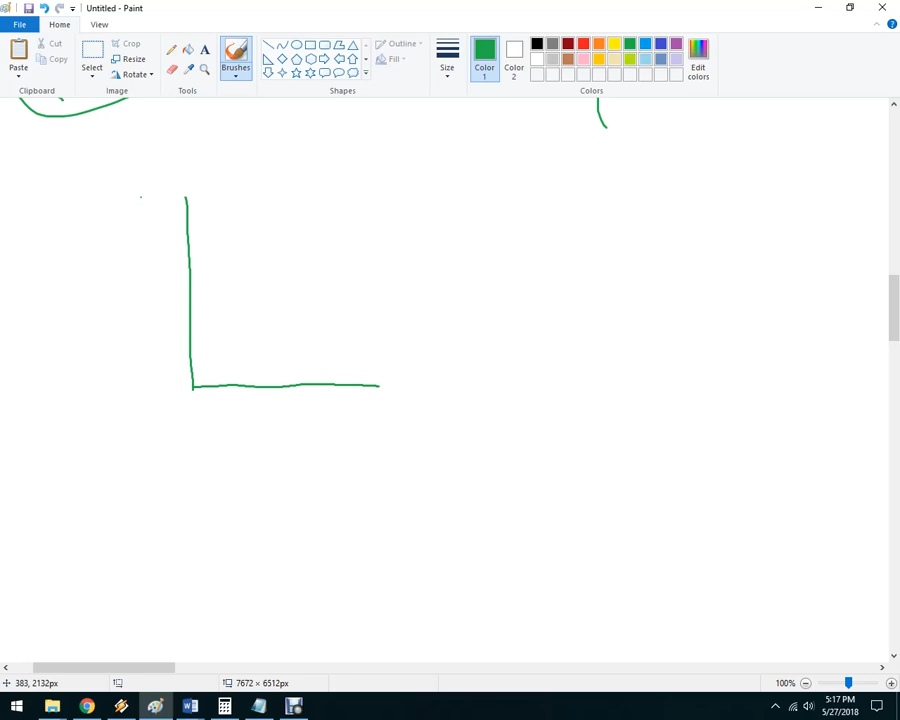 Untitled - Paint
File
Home
View
Paste
Cut
Copy
Clipboard
Select
Crop
Resize
Rotate
Image
Tools
Brushes
Shapes
Outline
Fill
Size
Color
1
Color
2
Edit
colors
Colors
383, 2132px
7672 × 6512px
100%
5:17 PM
5/27/2018